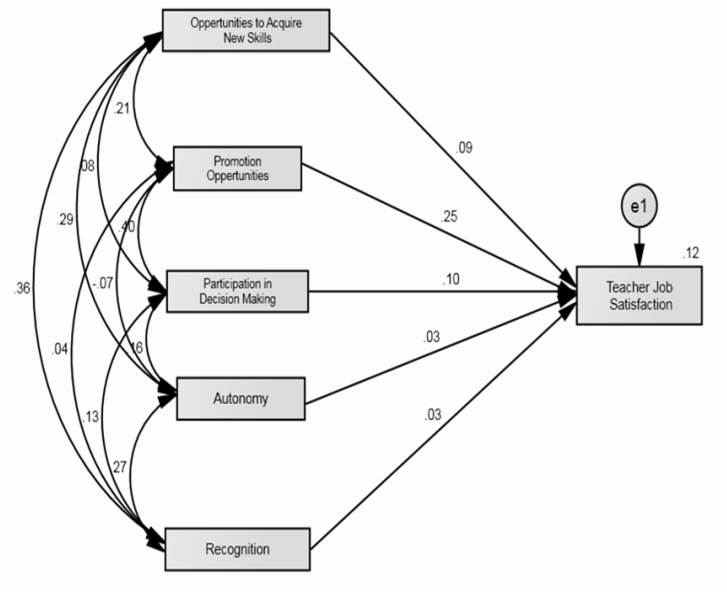 Oppertunities to Acquire
New Skills
.21
.09
Promotion
Oppertunities
.08
e1
.25
.29
.40
.12
-.07
Participation in
Decision Making
.10
Teacher Job
Satisfaction
.36
.04
.16
.03
Autonomy
.13
.03
.27
Recognition